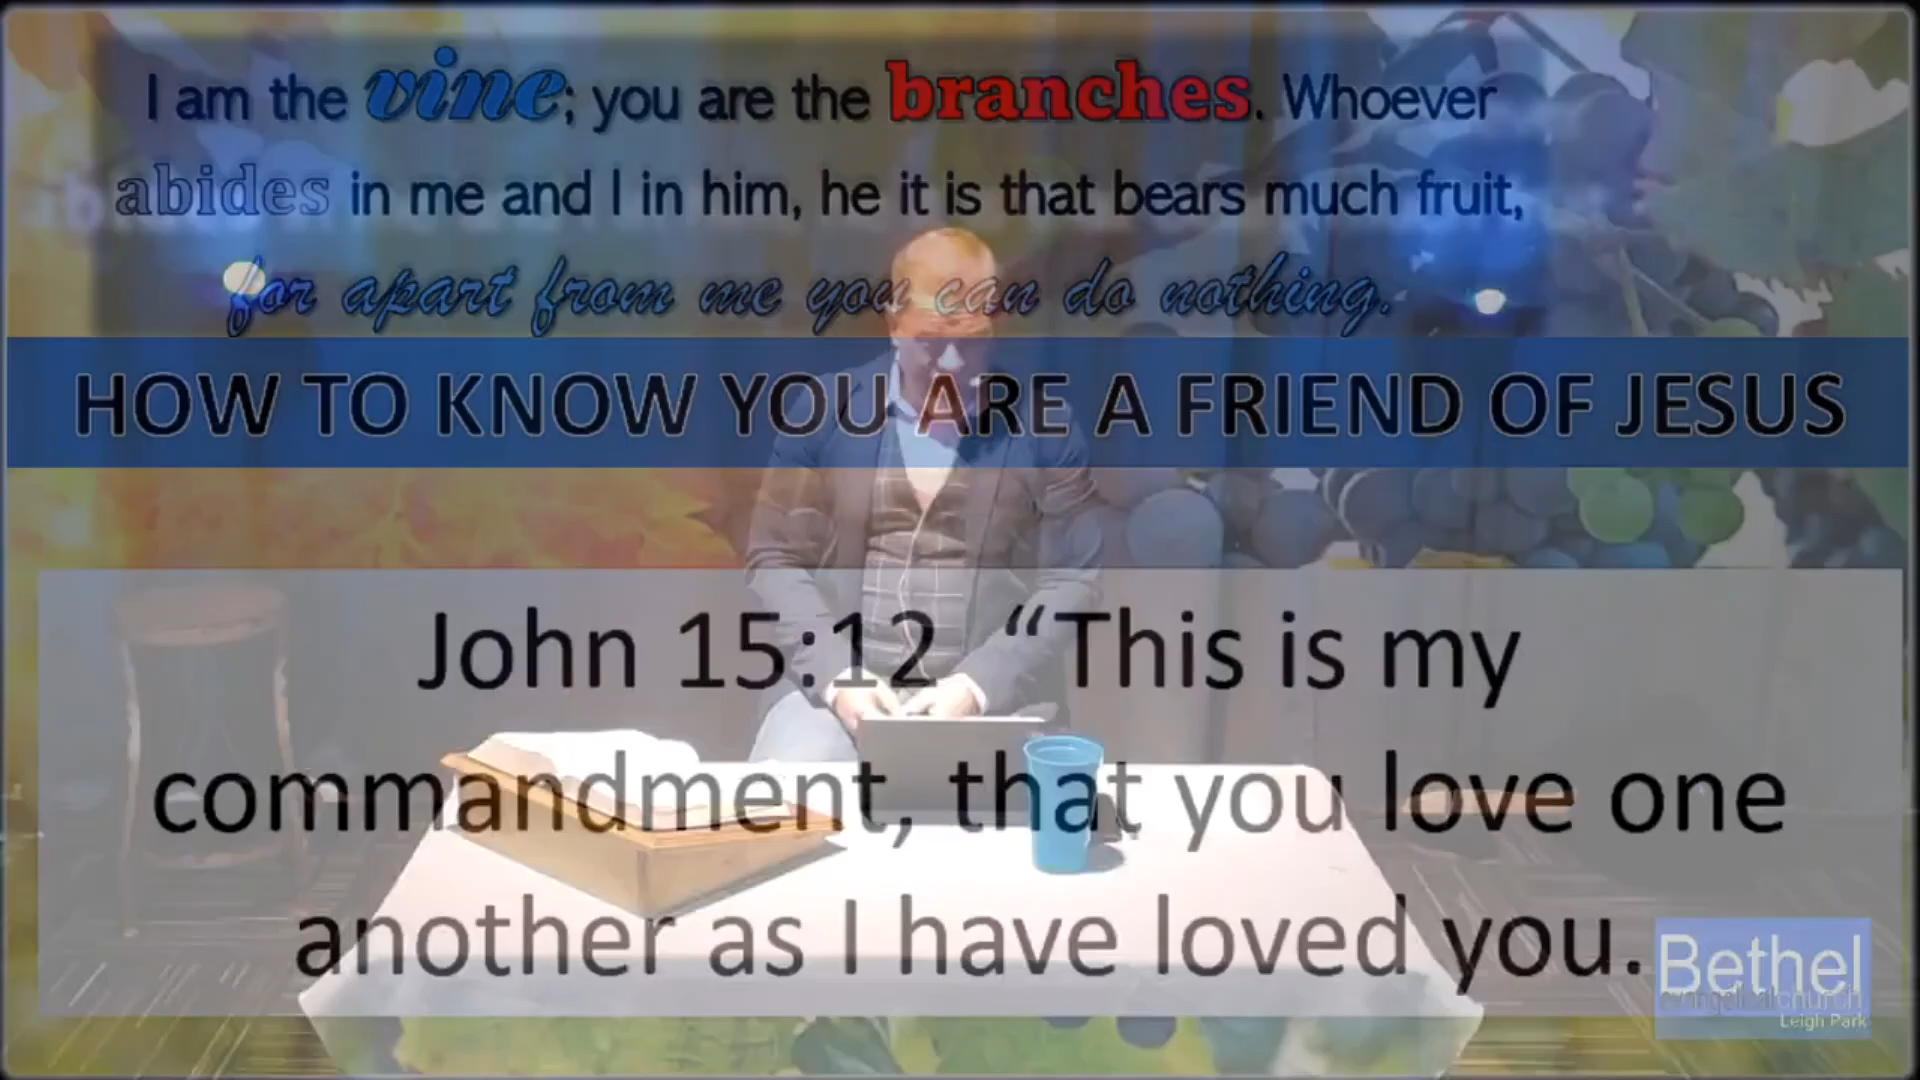 I am the vine; you are the branches. Whoever
abides in me and I in him, he it is that bears much fruit,
for apart from me you can do nothing.
HOW TO KNOW YOU ARE A FRIEND OF JESUS
John 15:12 “This is my
commandment, that you love one
another as I have loved you.
Bethel
evangelicalchurch
Leigh Park